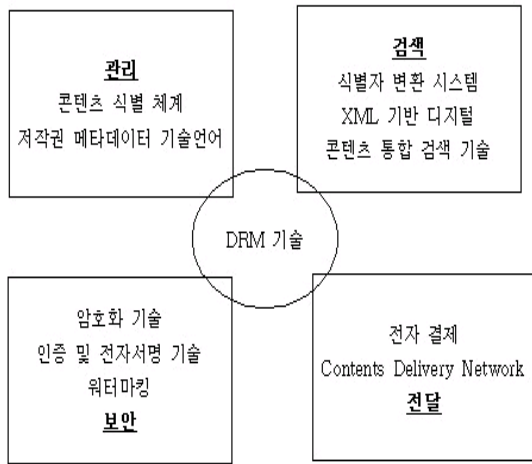 관리
콘텐츠 식별 체계
저작권 메타데이터 기술언어
검색
식별자 변환 시스템
XML 기반 디지털
콘텐츠 통합 검색 기술
DRM 기술
암호화 기술
인증 및 전자서명 기술
워터마킹
보안
전자 결제
Contents Delivery Network
전달